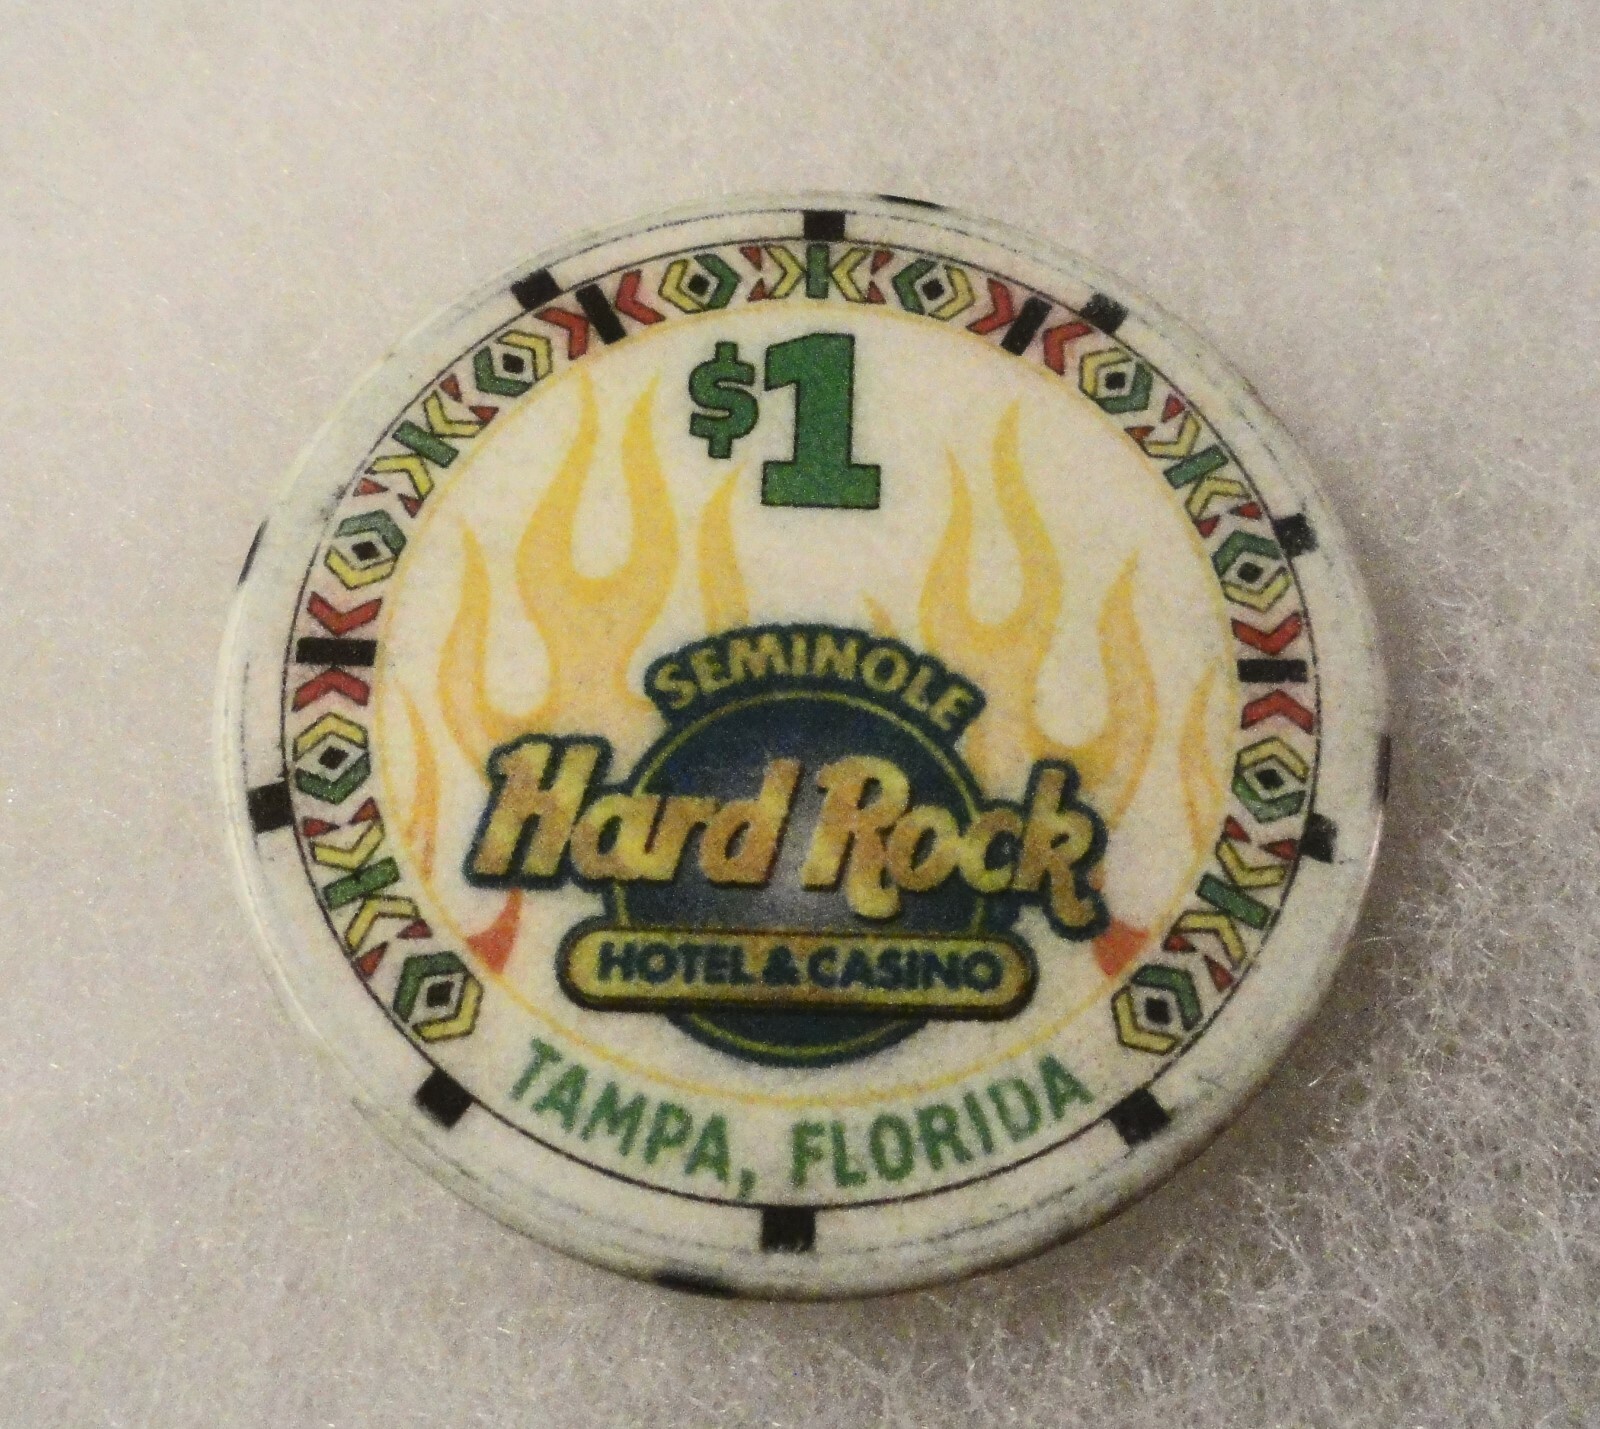 $1
SEMINOLE
Hard Rock
HOTEL & CASINO
TAMPA, FLORIDA